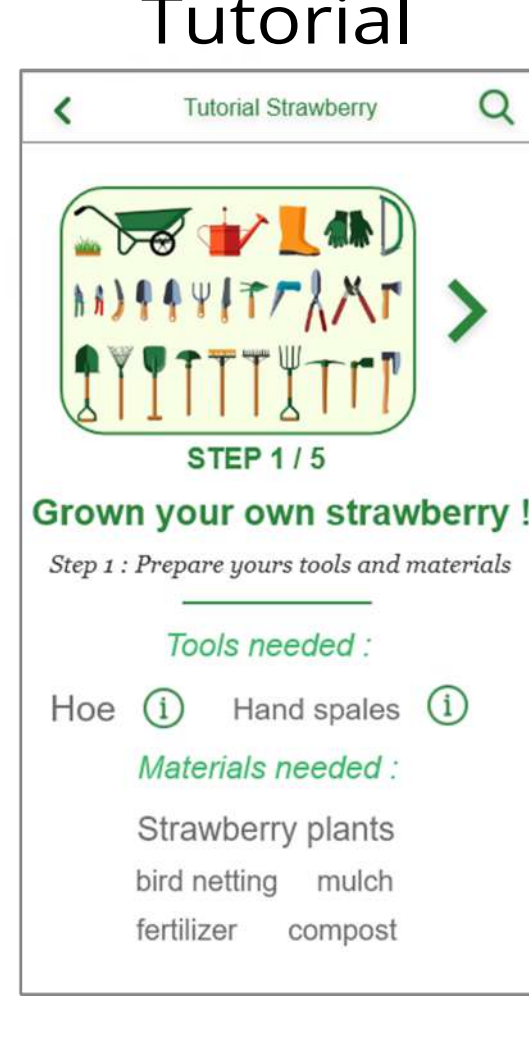 Tutorial
Tutorial Strawberry
STEP 1 / 5
Grown your own strawberry !
Step 1 : Prepare yours tools and materials
Tools needed :
Hoe i Hand spales i
Materials needed :
Strawberry plants
bird netting mulch
fertilizer compost